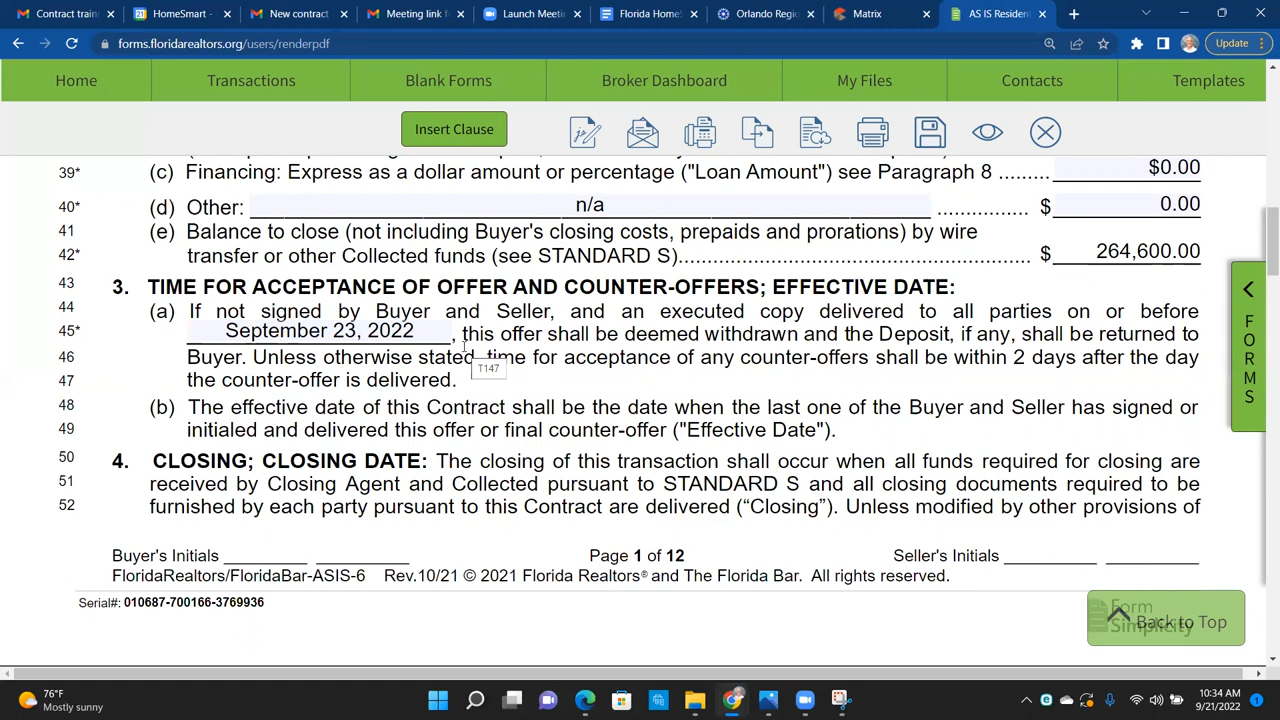 Contract train
HomeSmart -
New contract
Meeting link f
Launch Meeti
Florida HomeS
Orlando Regi
Matrix
AS IS Residen
forms.floridarealtors.org/users/renderpdf
Update
Home
Transactions
Blank Forms
Broker Dashboard
My Files
Contacts
Templates
Insert Clause
39* (c) Financing: Express as a dollar amount or percentage ("Loan Amount") see Paragraph 8 ......... $0.00
40* (d) Other: n/a ................ $ 0.00
41 (e) Balance to close (not including Buyer's closing costs, prepaids and prorations) by wire
42* transfer or other Collected funds (see STANDARD S)............................................................. $ 264,600.00
43 3. TIME FOR ACCEPTANCE OF OFFER AND COUNTER-OFFERS; EFFECTIVE DATE:
44 (a) If not signed by Buyer and Seller, and an executed copy delivered to all parties on or before
45* September 23, 2022, this offer shall be deemed withdrawn and the Deposit, if any, shall be returned to
46 Buyer. Unless otherwise stated, time for acceptance of any counter-offers shall be within 2 days after the day
T147
47 the counter-offer is delivered.
48 (b) The effective date of this Contract shall be the date when the last one of the Buyer and Seller has signed or
49 initialed and delivered this offer or final counter-offer ("Effective Date").
50 4. CLOSING; CLOSING DATE: The closing of this transaction shall occur when all funds required for closing are
51 received by Closing Agent and Collected pursuant to STANDARD S and all closing documents required to be
52 furnished by each party pursuant to this Contract are delivered (“Closing”). Unless modified by other provisions of
Buyer's Initials Page 1 of 12 Seller's Initials
FloridaRealtors/FloridaBar-ASIS-6 Rev.10/21 © 2021 Florida Realtors® and The Florida Bar. All rights reserved.
Serial#: 010687-700166-3769936
Form
Simplicity
Back to Top
FORMS
76°F
Mostly sunny
10:34 AM
9/21/2022